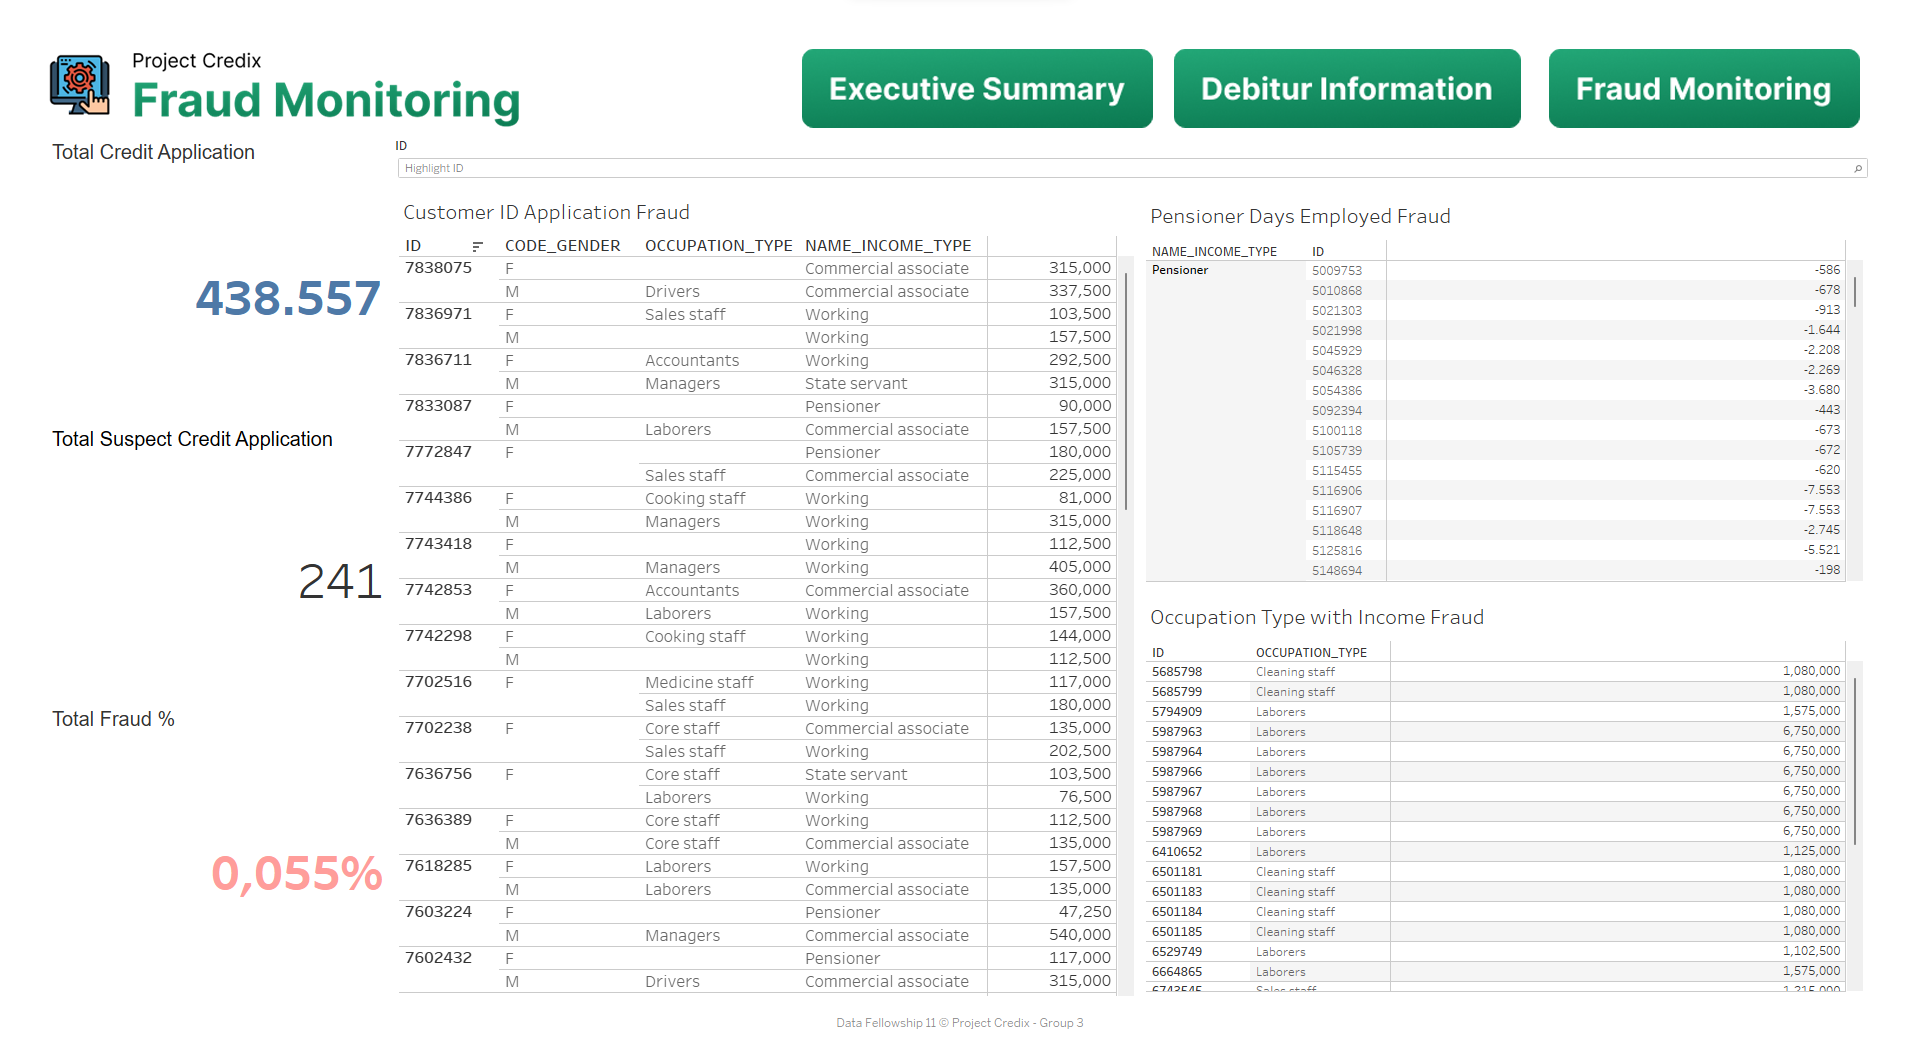 Project Credix
Fraud Monitoring
Executive Summary
Debitur Information
Fraud Monitoring
Total Credit Application
438.557
Total Suspect Credit Application
241
Total Fraud %
0,055%
ID
Highlight ID
Customer ID Application Fraud
ID CODE_GENDER OCCUPATION_TYPE NAME_INCOME_TYPE
7838075 F Commercial associate 315,000
M Drivers Commercial associate 337,500
7836971 F Sales staff Working 103,500
M Working 157,500
7836711 F Accountants Working 292,500
M Managers State servant 315,000
7833087 F Pensioner 90,000
M Laborers Commercial associate 157,500
7772847 F Pensioner 180,000
Sales staff Commercial associate 225,000
7744386 F Cooking staff Working 81,000
M Managers Working 315,000
7743418 F Working 112,500
M Managers Working 405,000
7742853 F Accountants Commercial associate 360,000
M Laborers Working 157,500
7742298 F Cooking staff Working 144,000
M Working 112,500
7702516 F Medicine staff Working 117,000
Sales staff Working 180,000
7702238 F Core staff Commercial associate 135,000
Sales staff Working 202,500
7636756 F Core staff State servant 103,500
Laborers Working 76,500
7636389 F Core staff Working 112,500
M Core staff Commercial associate 135,000
7618285 F Laborers Working 157,500
M Laborers Commercial associate 135,000
7603224 F Pensioner 47,250
M Managers Commercial associate 540,000
7602432 F Pensioner 117,000
M Drivers Commercial associate 315,000
Pensioner Days Employed Fraud
NAME_INCOME_TYPE ID
Pensioner 5009753 -586
5010868 -678
5021303 -913
5021998 -1.644
5045929 -2.208
5046328 -2.269
5054386 -3.680
5092394 -443
5100118 -673
5105739 -672
5115455 -620
5116906 -7.553
5116907 -7.553
5118648 -2.745
5125816 -5.521
5148694 -198
Occupation Type with Income Fraud
ID OCCUPATION_TYPE
5685798 Cleaning staff 1,080,000
5685799 Cleaning staff 1,080,000
5794909 Laborers 1,575,000
5987963 Laborers 6,750,000
5987964 Laborers 6,750,000
5987966 Laborers 6,750,000
5987967 Laborers 6,750,000
5987968 Laborers 6,750,000
5987969 Laborers 6,750,000
6410652 Laborers 1,125,000
6501181 Cleaning staff 1,080,000
6501183 Cleaning staff 1,080,000
6501184 Cleaning staff 1,080,000
6501185 Cleaning staff 1,080,000
6529749 Laborers 1,102,500
6664865 Laborers 1,575,000
6743545 Sales staff 1,215,000
Data Fellowship 11 © Project Credix - Group 3